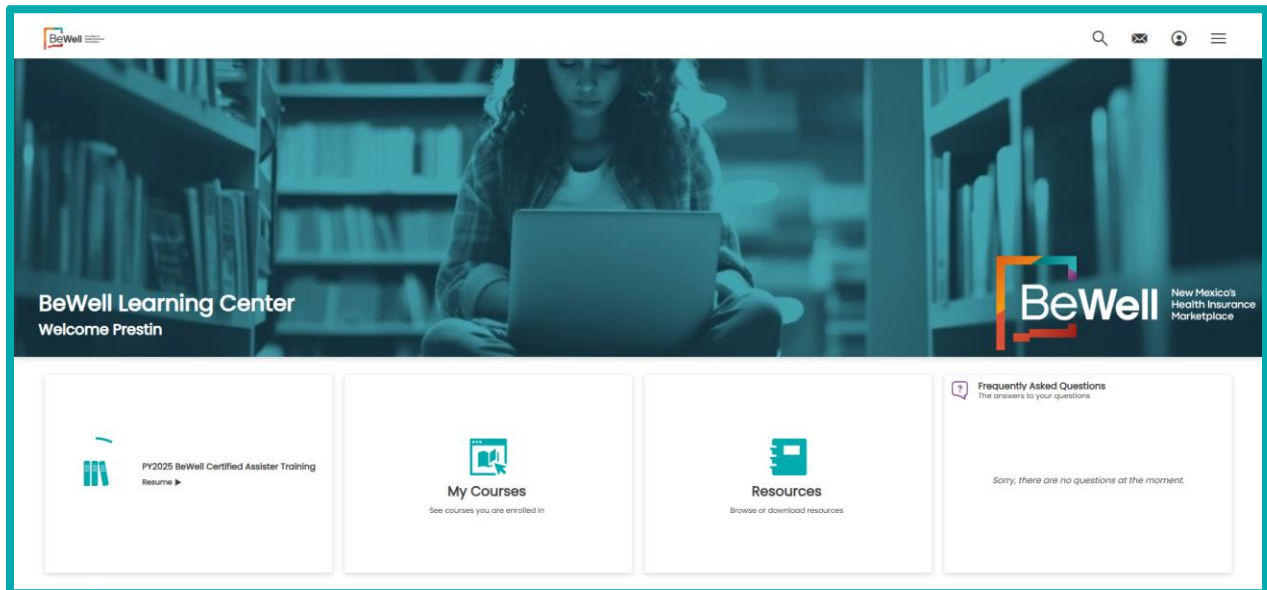 BeWell
BeWell Learning Center
Welcome Prestin
BeWell
New Mexico's
Health Insurance
Marketplace
PY2025 BeWell Certified Assister Training
Resume
My Courses
See courses you are enrolled in
Resources
Browse or download resources
?
Frequently Asked Questions
The answers to your questions
Sorry, there are no questions at the moment.